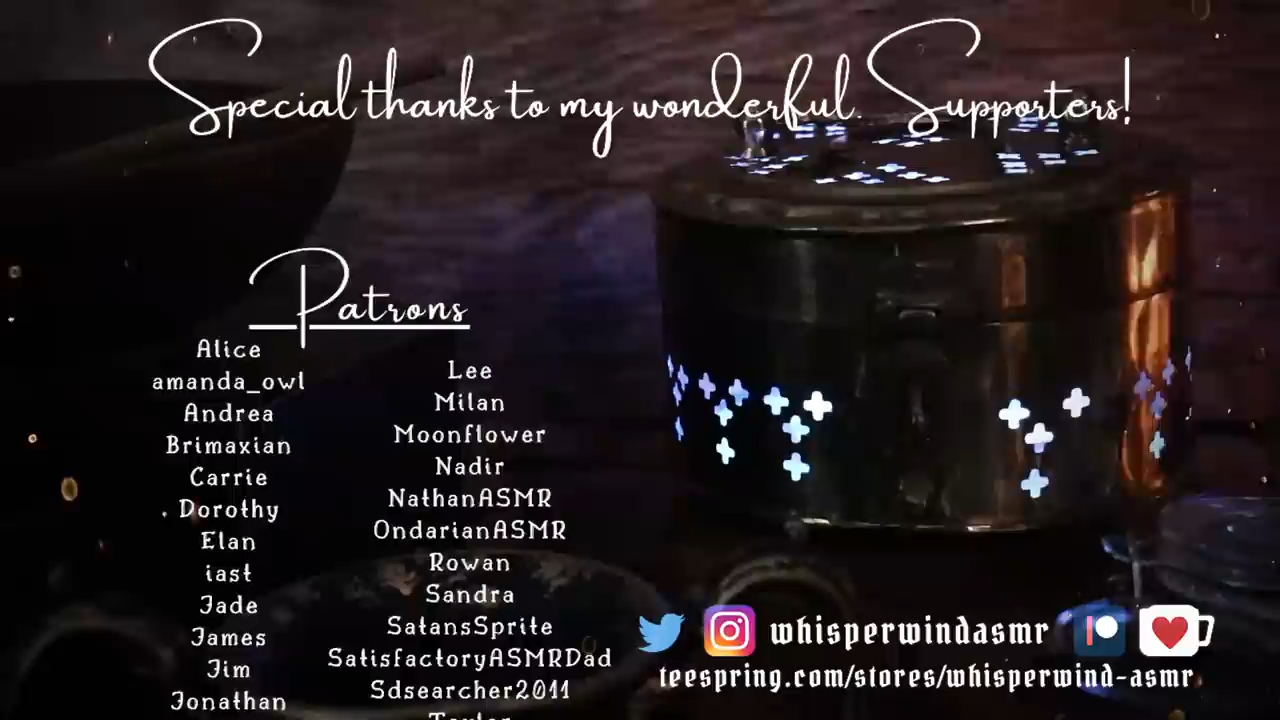 Special thanks to my wonderful. Supporters!
Patrons
Alice
amanda_owl
Andrea
Brimaxian
Carrie
Dorothy
Elan
iast
Jade
James
Jim
Jonathan
Lee
Milan
Moonflower
Nadir
NathanASMR
OndarianASMR
Rowan
Sandra
SatansSprite
SatisfactoryASMRDad
Sdsearcher2011
whisperwindasmr
teespring.com/stores/whisperwind-asmr